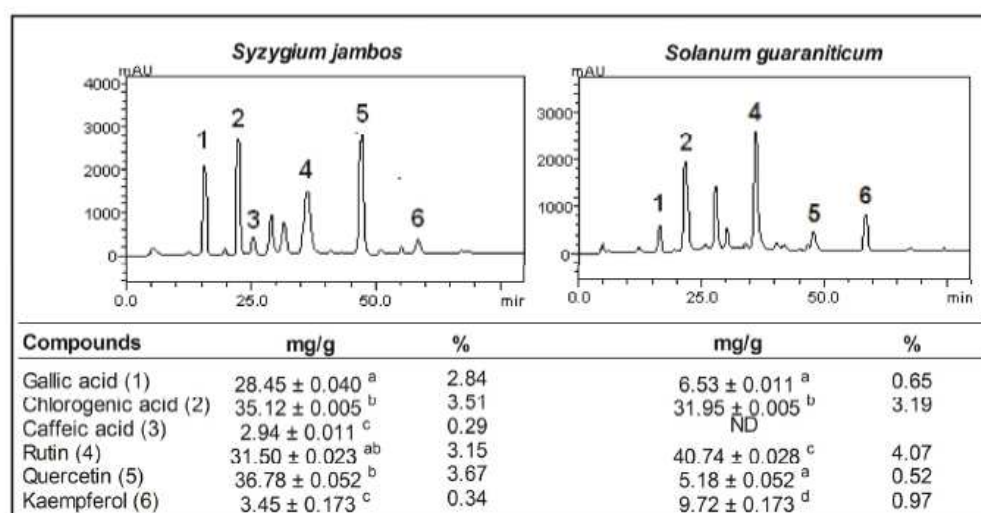 Syzygium jambos
Solanum guaraniticum
mAU
4000
3000
2000
1000
0
1
2
3
4
5
6
0.0 25.0 50.0 mir
mAU
3000
2000
1000
0
1
2
4
5
6
0.0 25.0 50.0 min
Compounds mg/g % mg/g %
Gallic acid (1) 28.45 ± 0.040 a 2.84 6.53 ± 0.011 a 0.65
Chlorogenic acid (2) 35.12 ± 0.005 b 3.51 31.95 ± 0.005 b 3.19
Caffeic acid (3) 2.94 ± 0.011 c 0.29 ND
Rutin (4) 31.50 ± 0.023 ab 3.15 40.74 ± 0.028 c 4.07
Quercetin (5) 36.78 ± 0.052 b 3.67 5.18 ± 0.052 a 0.52
Kaempferol (6) 3.45 ± 0.173 c 0.34 9.72 ± 0.173 d 0.97